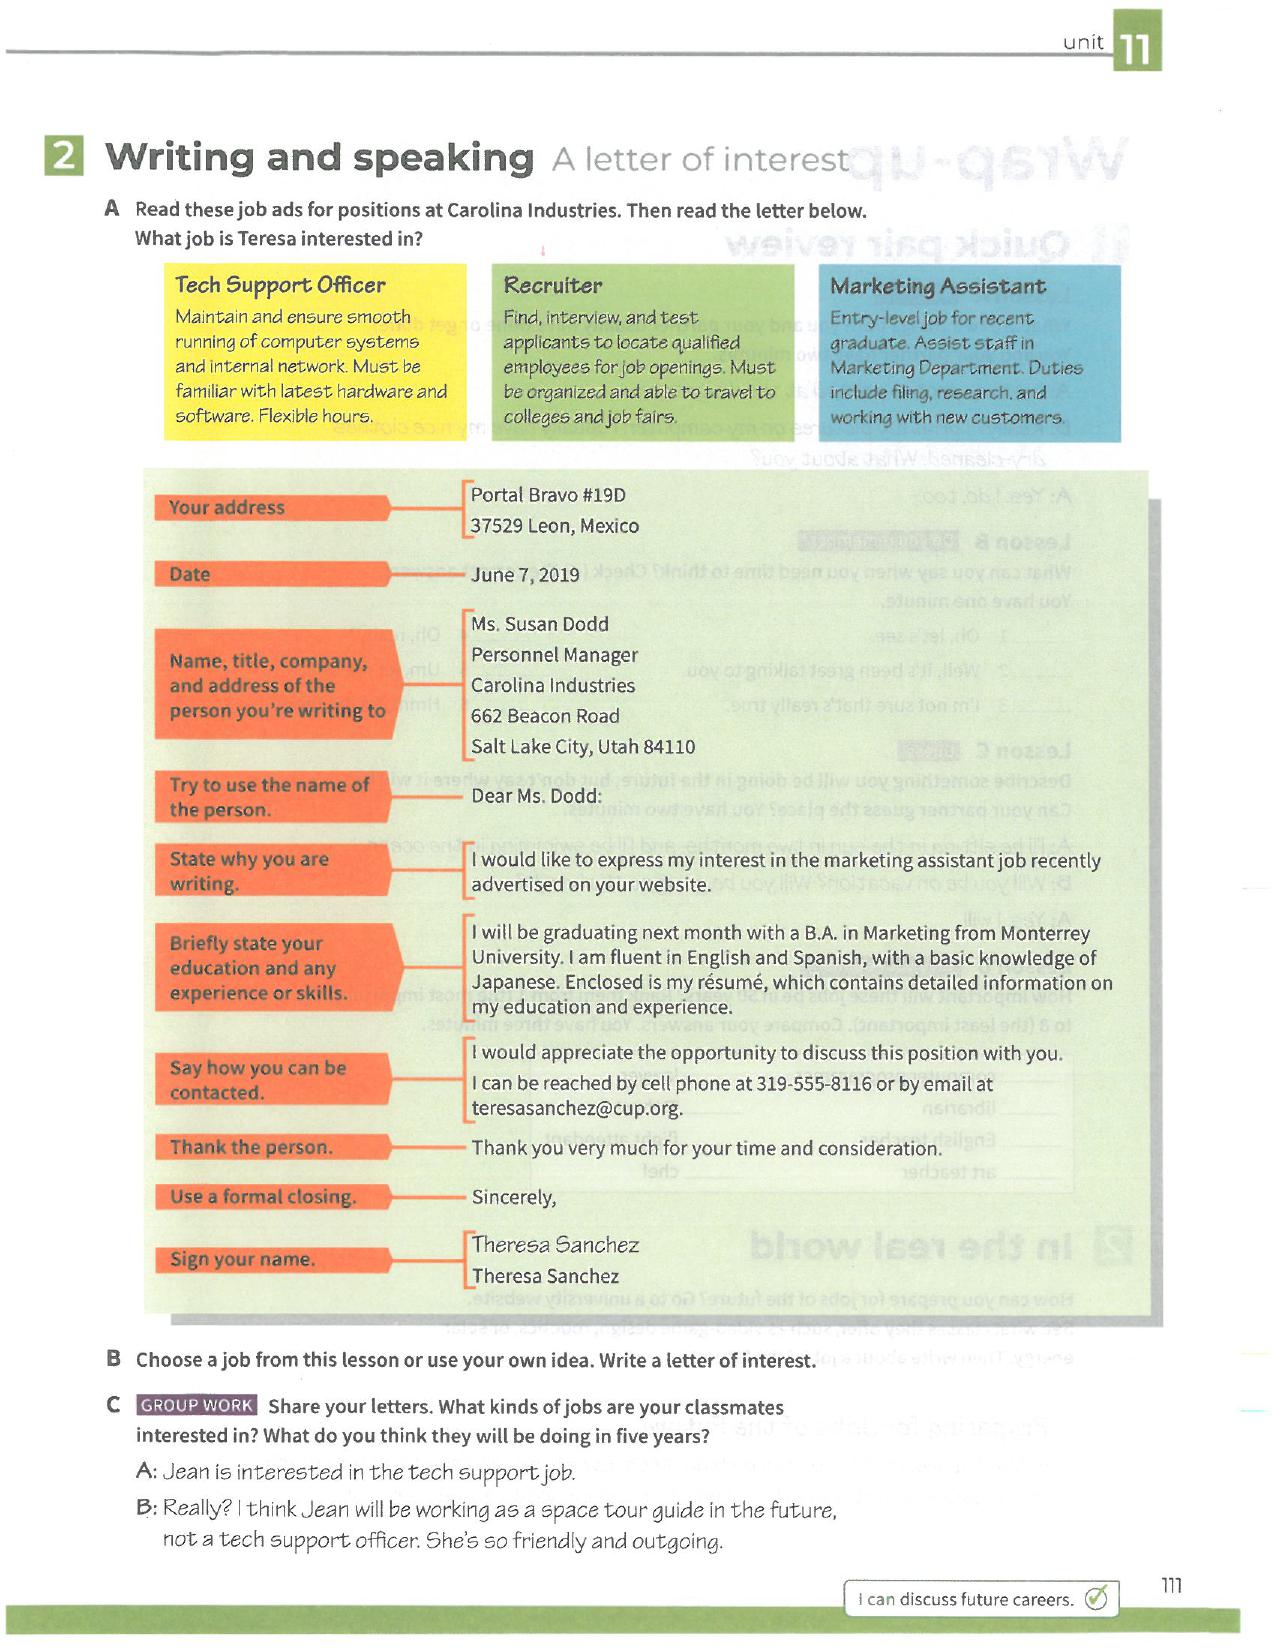 unit 11
2 Writing and speaking A letter of interest
A Read these job ads for positions at Carolina Industries. Then read the letter below.
What job is Teresa interested in?
Tech Support Officer
Maintain and ensure smooth
running of computer systems
and internal network. Must be
familiar with latest hardware and
software. Flexible hours.
Recruiter
Find, interview, and test
applicants to locate qualified
employees for job openings. Must
be organized and able to travel to
colleges and job fairs.
Marketing Assistant
Entry-level job for recent
graduate. Assist staff in
Marketing Department. Duties
include filing, research, and
working with new customers.
Your address
Portal Bravo #19D
37529 Leon, Mexico
Date
June 7, 2019
Name, title, company,
and address of the
person you're writing to
Ms. Susan Dodd
Personnel Manager
Carolina Industries
662 Beacon Road
Salt Lake City, Utah 84110
Try to use the name of
the person.
Dear Ms. Dodd:
State why you are
writing.
I would like to express my interest in the marketing assistant job recently
advertised on your website.
Briefly state your
education and any
experience or skills.
I will be graduating next month with a B.A. in Marketing from Monterrey
University. I am fluent in English and Spanish, with a basic knowledge of
Japanese. Enclosed is my résumé, which contains detailed information on
my education and experience.
Say how you can be
contacted.
I would appreciate the opportunity to discuss this position with you.
I can be reached by cell phone at 319-555-8116 or by email at
teresasanchez@cup.org.
Thank the person.
Thank you very much for your time and consideration.
Use a formal closing.
Sincerely,
Sign your name.
Theresa Sanchez
Theresa Sanchez
B Choose a job from this lesson or use your own idea. Write a letter of interest.
C GROUP WORK Share your letters. What kinds of jobs are your classmates
interested in? What do you think they will be doing in five years?
A: Jean is interested in the tech support job.
B: Really? I think Jean will be working as a space tour guide in the future,
not a tech support officer. She's so friendly and outgoing.
I can discuss future careers.
111